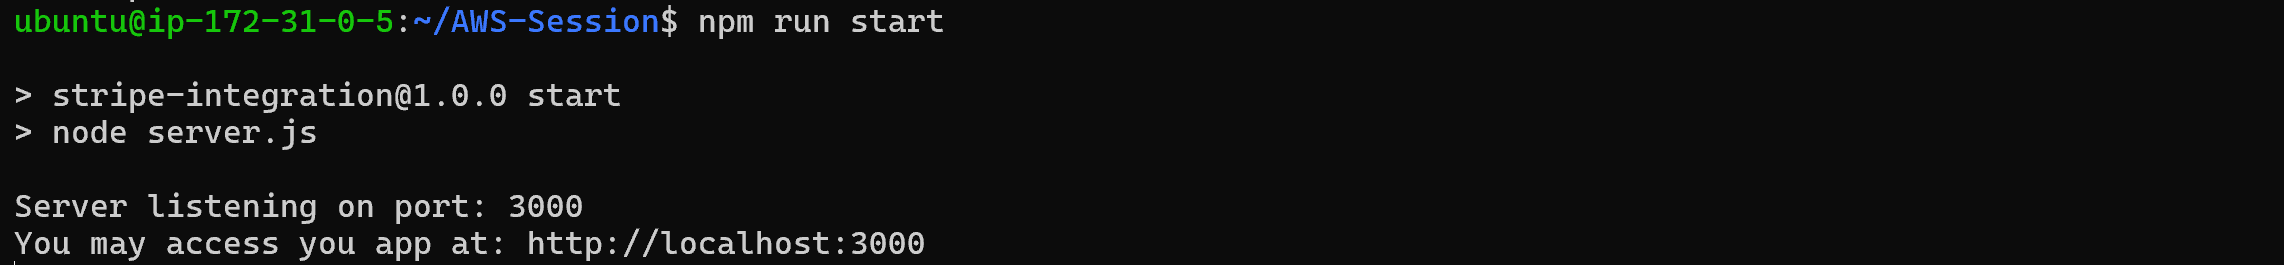 ubuntu@ip-172-31-0-5:~/AWS-Session$ npm run start
> stripe-integration@1.0.0 start
> node server.js
Server listening on port: 3000
You may access you app at: http://localhost:3000